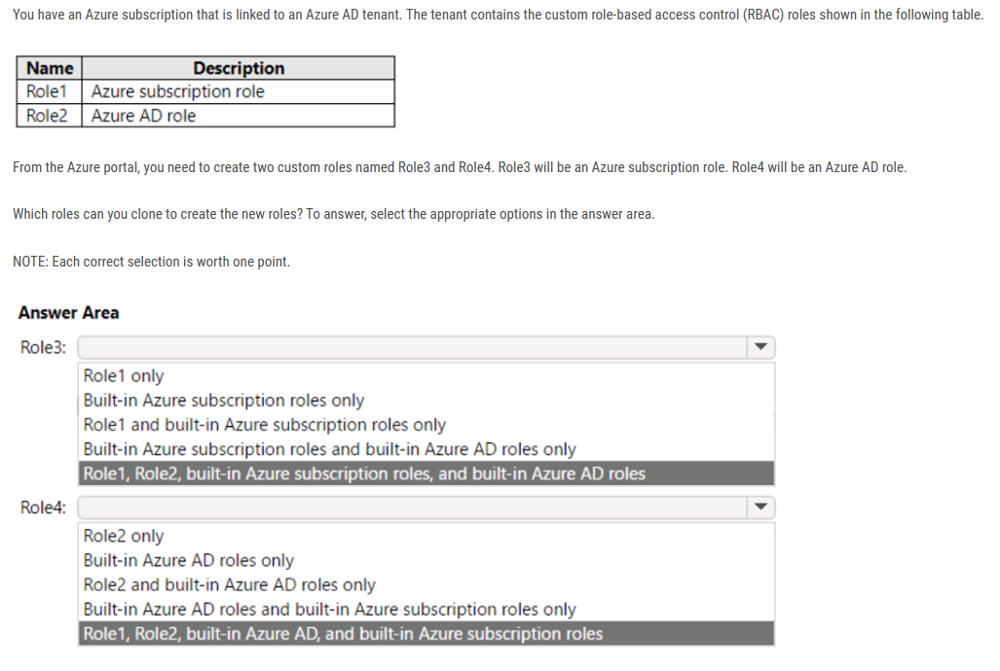 You have an Azure subscription that is linked to an Azure AD tenant. The tenant contains the custom role-based access control (RBAC) roles shown in the following table.
Name Description
Role1 Azure subscription role
Role2 Azure AD role
From the Azure portal, you need to create two custom roles named Role3 and Role4. Role3 will be an Azure subscription role. Role4 will be an Azure AD role.
Which roles can you clone to create the new roles? To answer, select the appropriate options in the answer area.
NOTE: Each correct selection is worth one point.
Answer Area
Role3:
Role1 only
Built-in Azure subscription roles only
Role1 and built-in Azure subscription roles only
Built-in Azure subscription roles and built-in Azure AD roles only
Role1, Role2, built-in Azure subscription roles, and built-in Azure AD roles
Role4:
Role2 only
Built-in Azure AD roles only
Role2 and built-in Azure AD roles only
Built-in Azure AD roles and built-in Azure subscription roles only
Role1, Role2, built-in Azure AD, and built-in Azure subscription roles